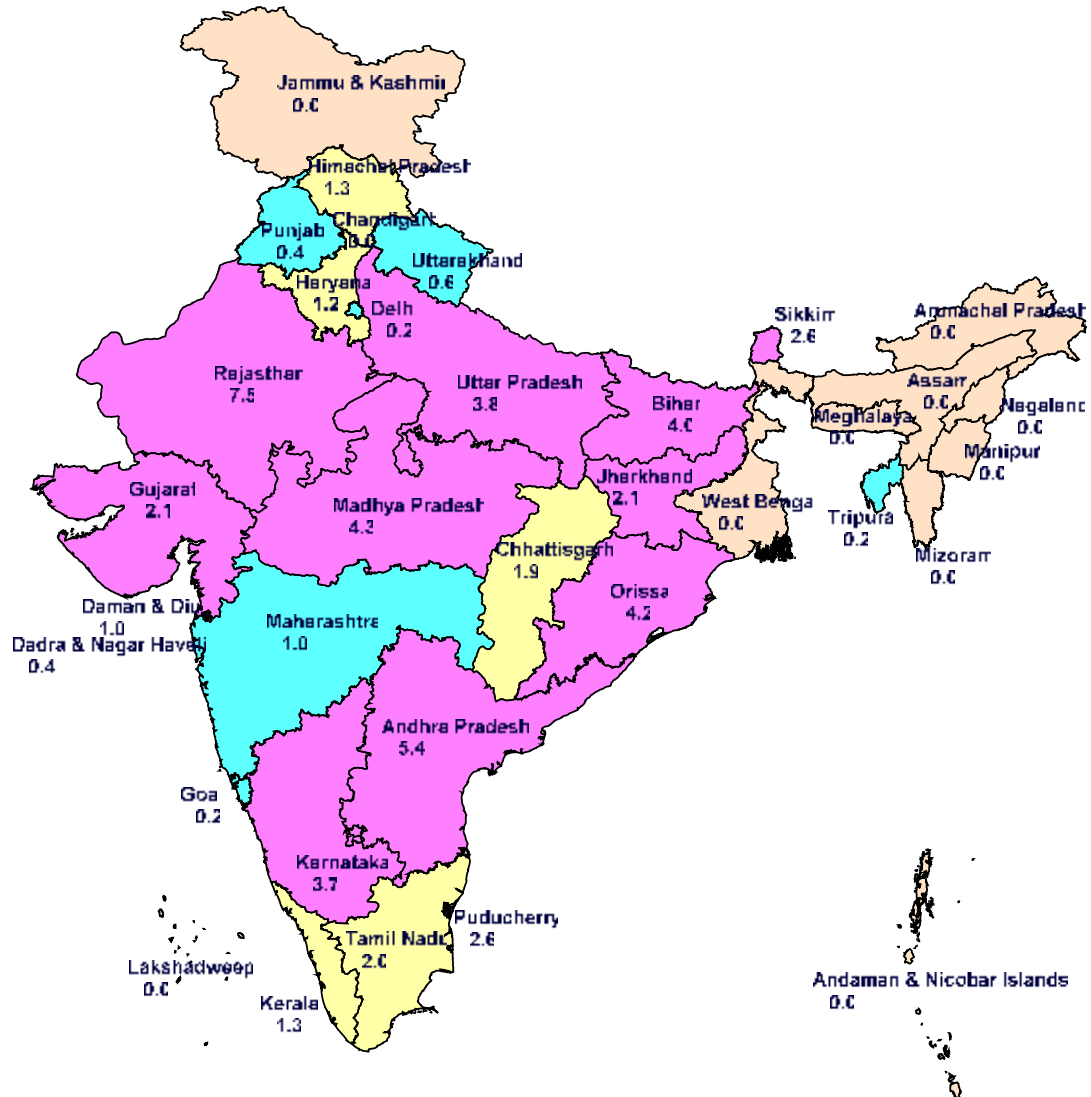 Jammu & Kashmir
0.0
Himachal Pradesh
1.3
Chandigarh
0.0
Punjab
0.4
Uttarakhand
0.6
Haryana
1.2
Delh
0.2
Sikkim
2.6
Arunachal Pradesh
0.0
Rajasthan
7.5
Uttar Pradesh
3.8
Bihar
4.0
Assam
0.0
Meghalaya
0.0
Nagaland
0.0
Manipur
0.0
Gujarat
2.1
Madhya Pradesh
4.3
Jharkhand
2.1
West Benga
0.0
Tripura
0.2
Mizoram
0.0
Chhattisgarh
1.9
Orissa
4.2
Daman & Diu
1.0
Dadra & Nagar Haveli
0.4
Maharashtra
1.0
Andhra Pradesh
5.4
Goa
0.2
Karnataka
3.7
Puducherry
2.6
Tamil Nadu
2.0
Lakshadweep
0.0
Kerala
1.3
Andaman & Nicobar Islands
0.0